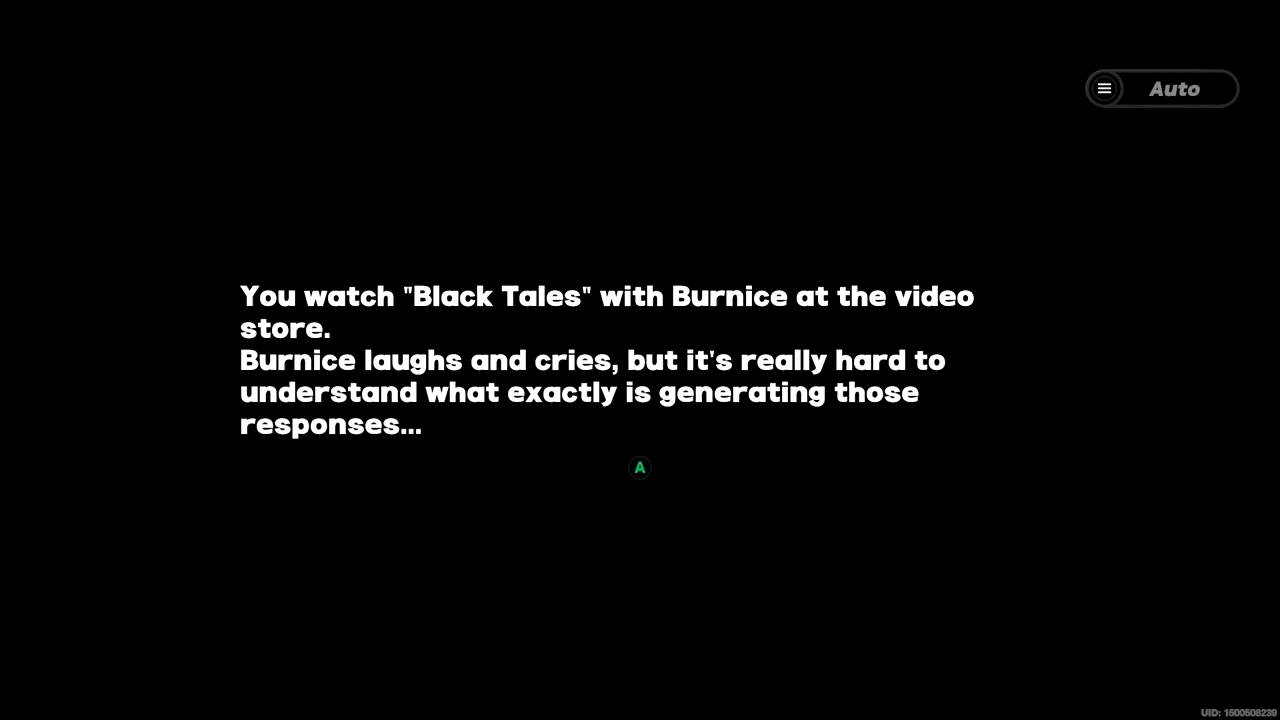 Auto
You watch "Black Tales" with Burnice at the video
store.
Burnice laughs and cries, but it's really hard to
understand what exactly is generating those
responses...
A
UID: 1500508239